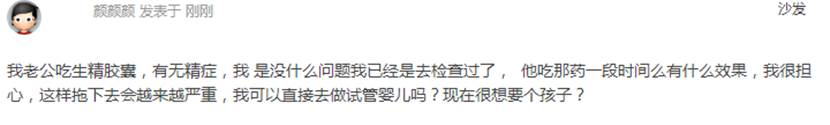 颜颜颜 发表于 刚刚 沙发
我老公吃生精胶囊，有无精症，我 是没什么问题我已经是去检查过了， 他吃那药一段时间么有什么效果，我很担
心，这样拖下去会越来越严重，我可以直接去做试管婴儿吗？现在很想要个孩子？